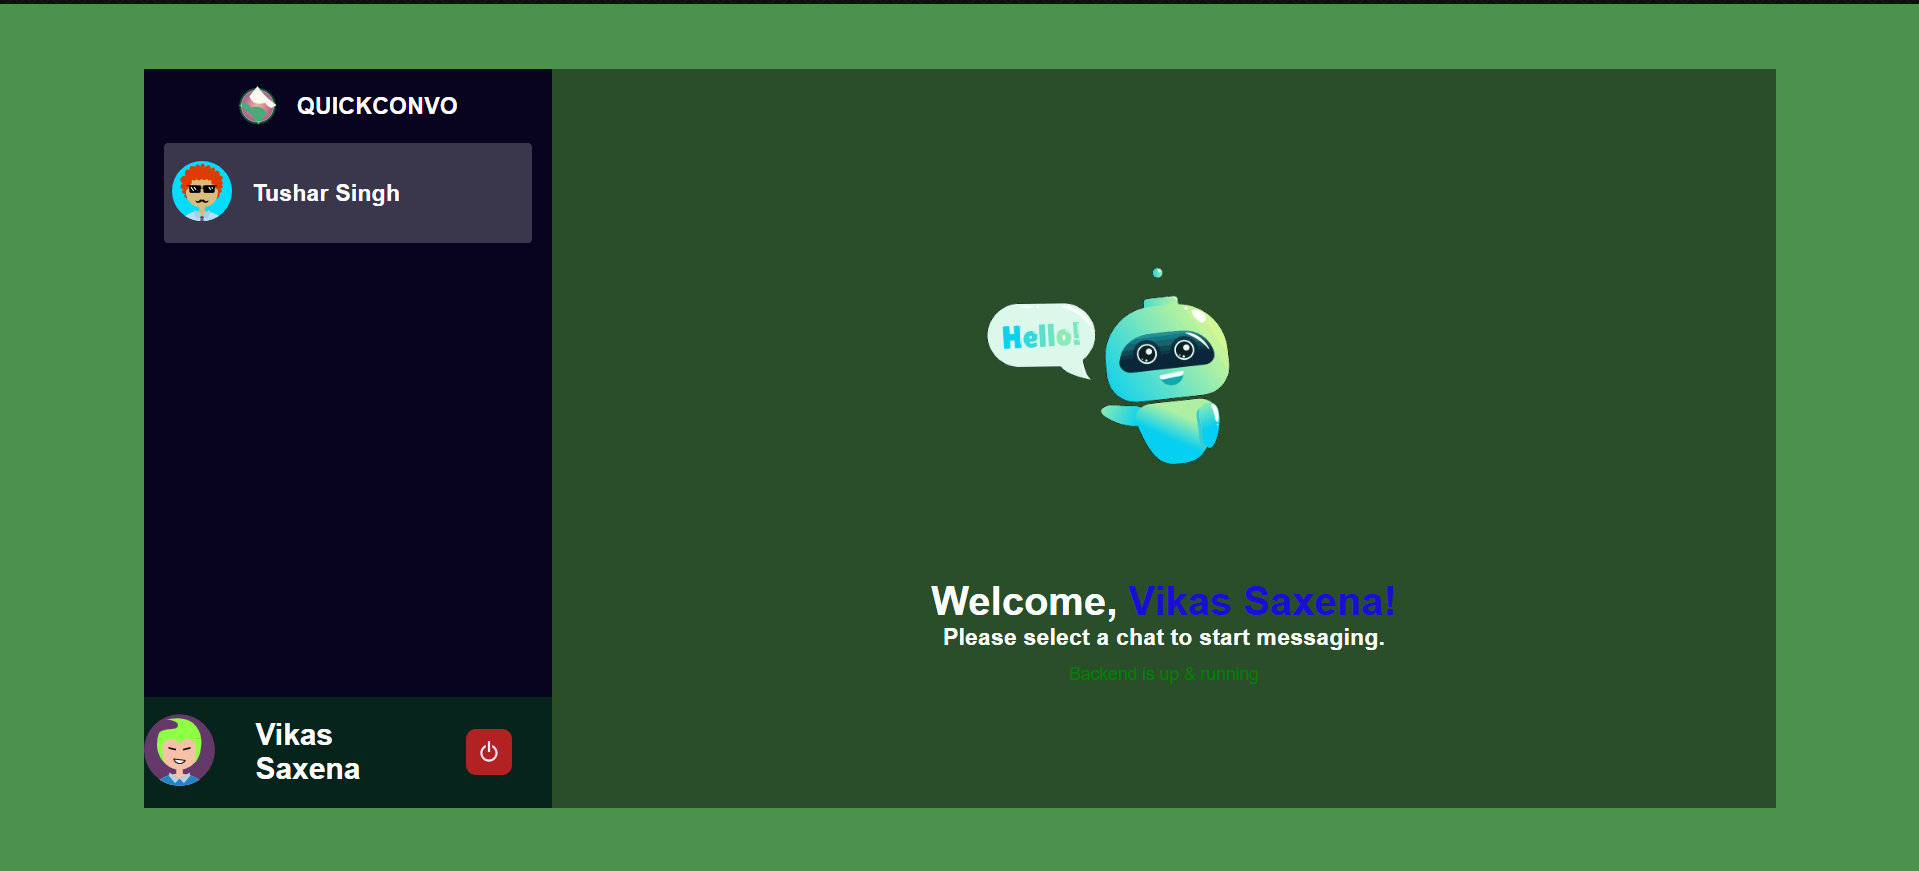 QUICKCONVO
Tushar Singh
Hello!
Welcome, Vikas Saxena!
Please select a chat to start messaging.
Backend is up & running
Vikas
Saxena